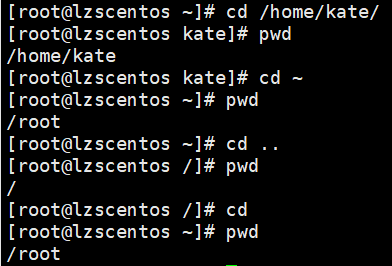 [root@lzscentos ~]# cd /home/kate/
[root@lzscentos kate]# pwd
/home/kate
[root@lzscentos kate]# cd ~
[root@lzscentos ~]# pwd
/root
[root@lzscentos ~]# cd ..
[root@lzscentos /]# pwd
/
[root@lzscentos /]# cd
[root@lzscentos ~]# pwd
/root